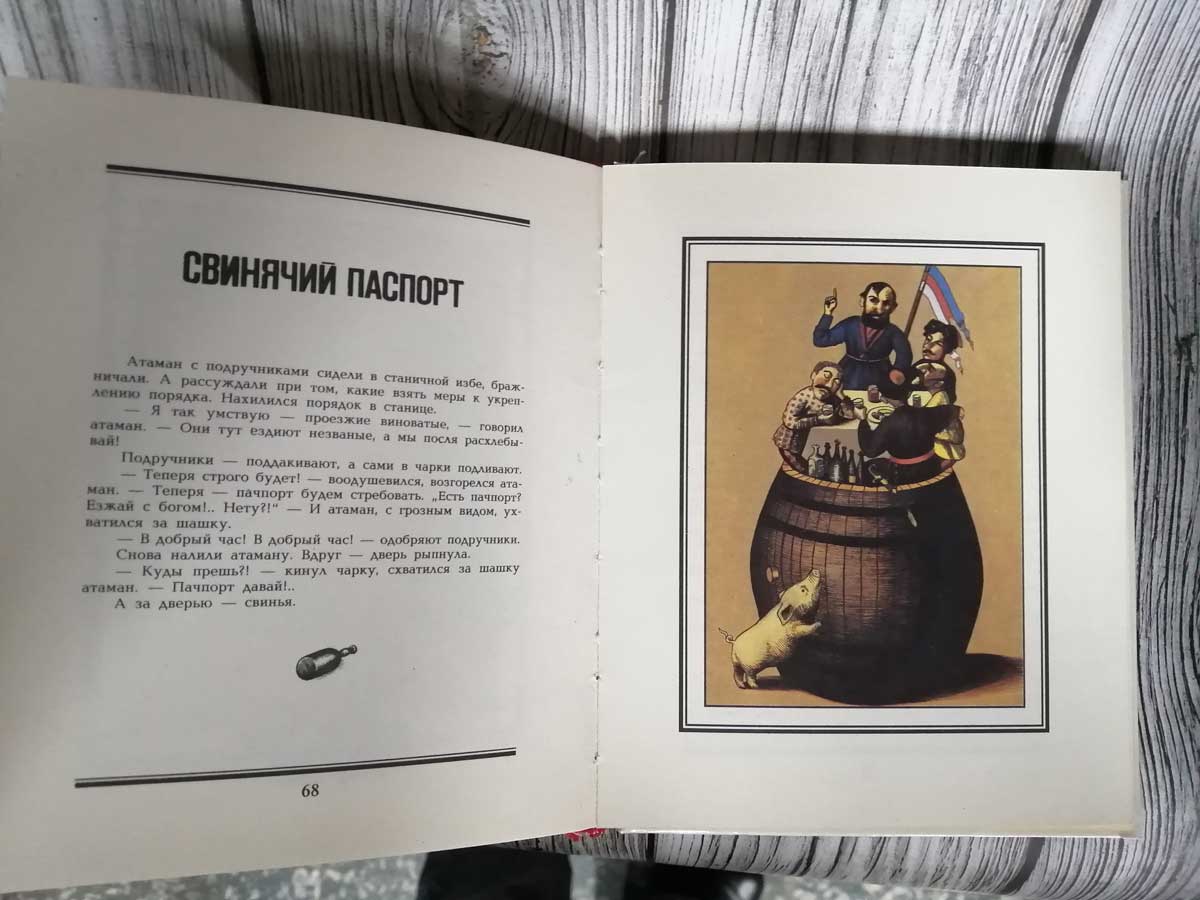 СВИНЯЧИЙ ПАСПОРТ
Атаман с подручниками сидели в станичной избе, браж-
ничали. А рассуждали при том, какие взять меры к укреп-
лению порядка. Нахилился порядок в станице.
— Я так умствую — проезжие виноватые, — говорил
атаман. — Они тут ездиют незваные, а мы после расхлебы-
вай!
Подручники — поддакивают, а сами в чарки подливают.
— Теперя строго будет! — воодушевился, возгорелся ата-
ман. — Теперя — пачпорт будем стребовать. „Есть пачпорт?
Езжай с богом!.. Нету?!“ — И атаман, с грозным видом, ух-
ватился за шашку.
— В добрый час! В добрый час! — одобряют подручники.
Снова налили атаману. Вдруг — дверь рыпнула.
— Куды прешь?! — кинул чарку, схватился за шашку
атаман. — Пачпорт давай!..
А за дверью — свинья.
68